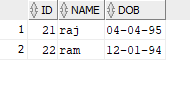 ID NAME DOB
1 21 raj 04-04-95
2 22 ram 12-01-94